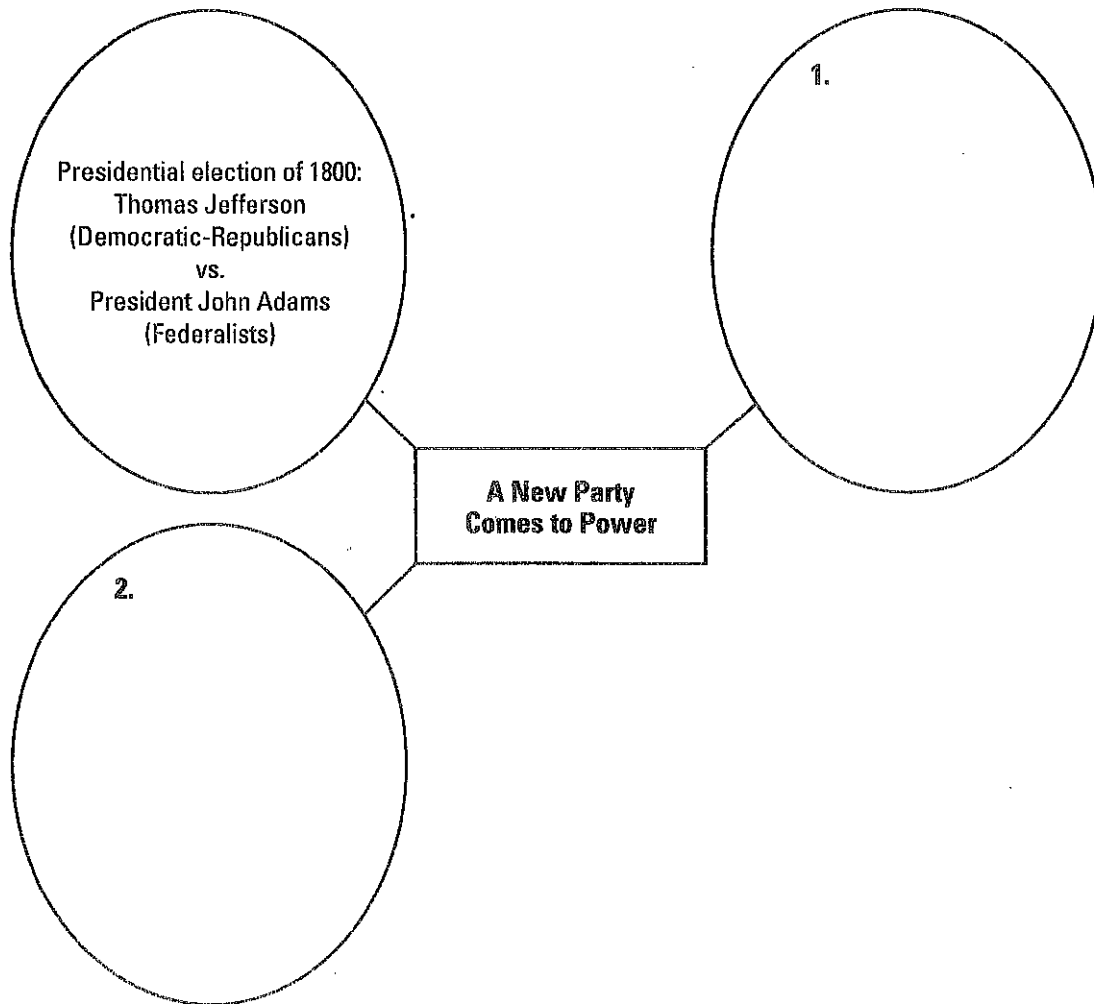 Presidential election of 1800:
Thomas Jefferson
(Democratic-Republicans)
vs.
President John Adams
(Federalists)
1.
A New Party
Comes to Power
2.